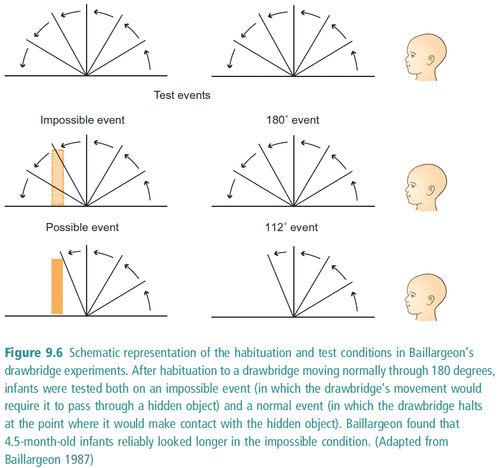 Test events
Impossible event
180˚ event
Possible event
112˚ event
Figure 9.6 Schematic representation of the habituation and test conditions in Baillargeon's
drawbridge experiments. After habituation to a drawbridge moving normally through 180 degrees,
infants were tested both on an impossible event (in which the drawbridge's movement would
require it to pass through a hidden object) and a normal event (in which the drawbridge halts
at the point where it would make contact with the hidden object). Baillargeon found that
4.5-month-old infants reliably looked longer in the impossible condition. (Adapted from
Baillargeon 1987)